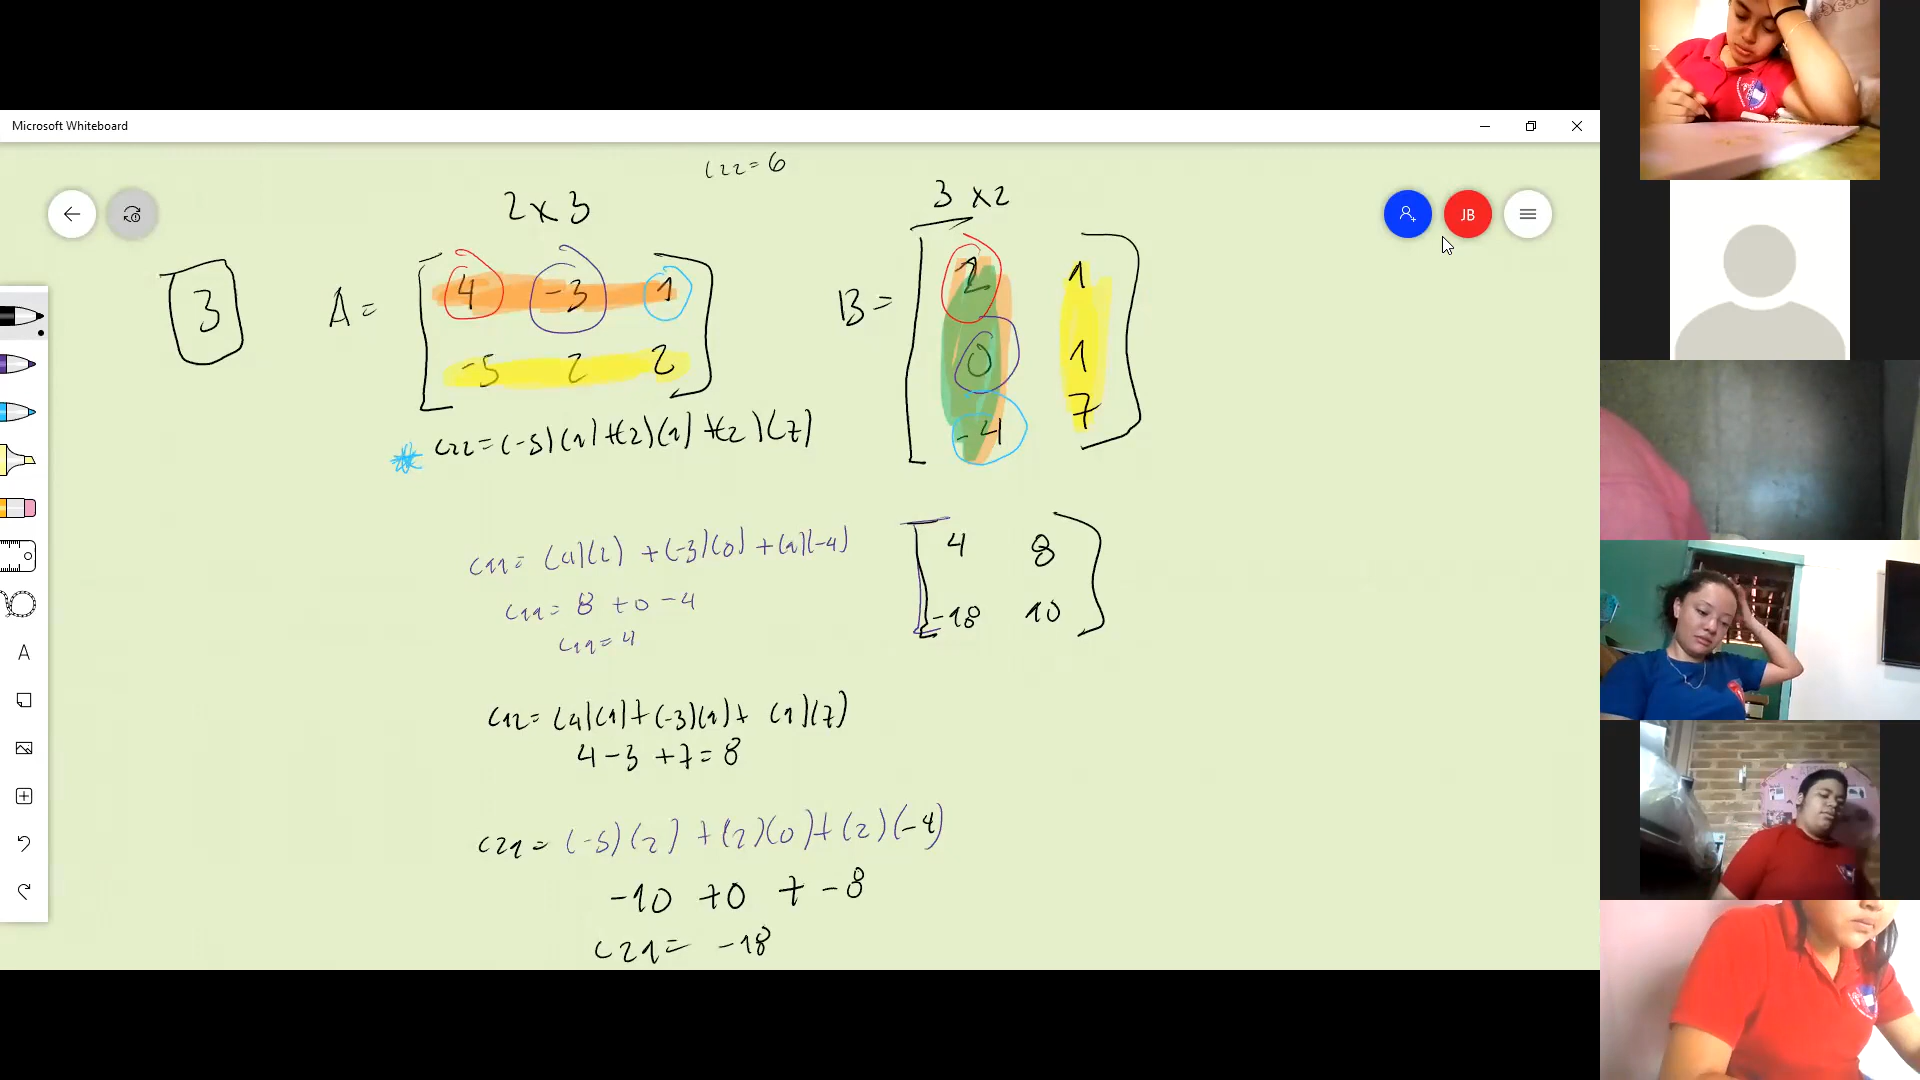 Microsoft Whiteboard
C22 = 6
2 x 3
3 x 2
JB
3
A =
4 -3 1
-5 2 2
B =
2 1
0 1
-4 7
* C22 = (-5)(1) + (2)(1) + (2)(7)
C11 = (4)(2) + (-3)(0) + (1)(-4)
C11 = 8 + 0 - 4
C11 = 4
4 8
-18 10
C12 = (4)(1) + (-3)(1) + (1)(7)
4 - 3 + 7 = 8
C21 = (-5)(2) + (2)(0) + (2)(-4)
-10 + 0 + -8
C21 = -18
A